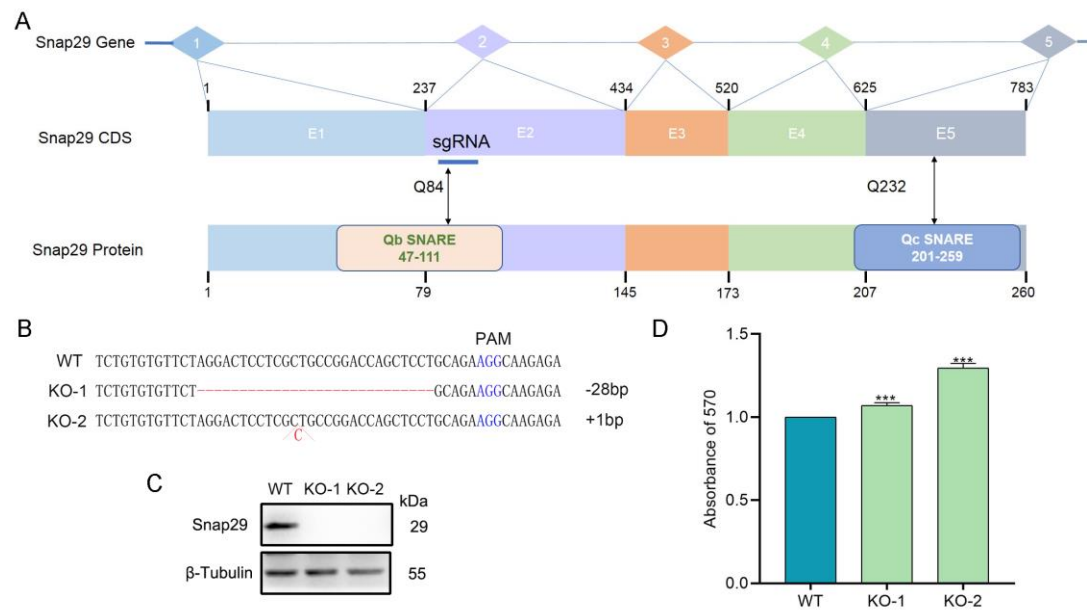 A
Snap29 Gene
1 2 3 4 5
1 237 434 520 625 783
Snap29 CDS
E1 E2 E3 E4 E5
sgRNA
Q84 Q232
Snap29 Protein
Qb SNARE
47-111
Qc SNARE
201-259
1 79 145 173 207 260
B
PAM
WT TCTGTGTGTTCTAGGACTCCTCGCTGCCGGACCAGCTCCTGCAGAAGGCAAGAGA
KO-1 TCTGTGTGTTCT----------------------------GCAGAAGGCAAGAGA -28bp
KO-2 TCTGTGTGTTCTAGGACTCCTCGCTGCCGGACCAGCTCCTGCAGAAGGCAAGAGA +1bp
C
C
WT KO-1 KO-2 kDa
Snap29 29
β-Tubulin 55
D
Absorbance of 570
1.5
1.0
0.5
0.0
*** ***
WT KO-1 KO-2